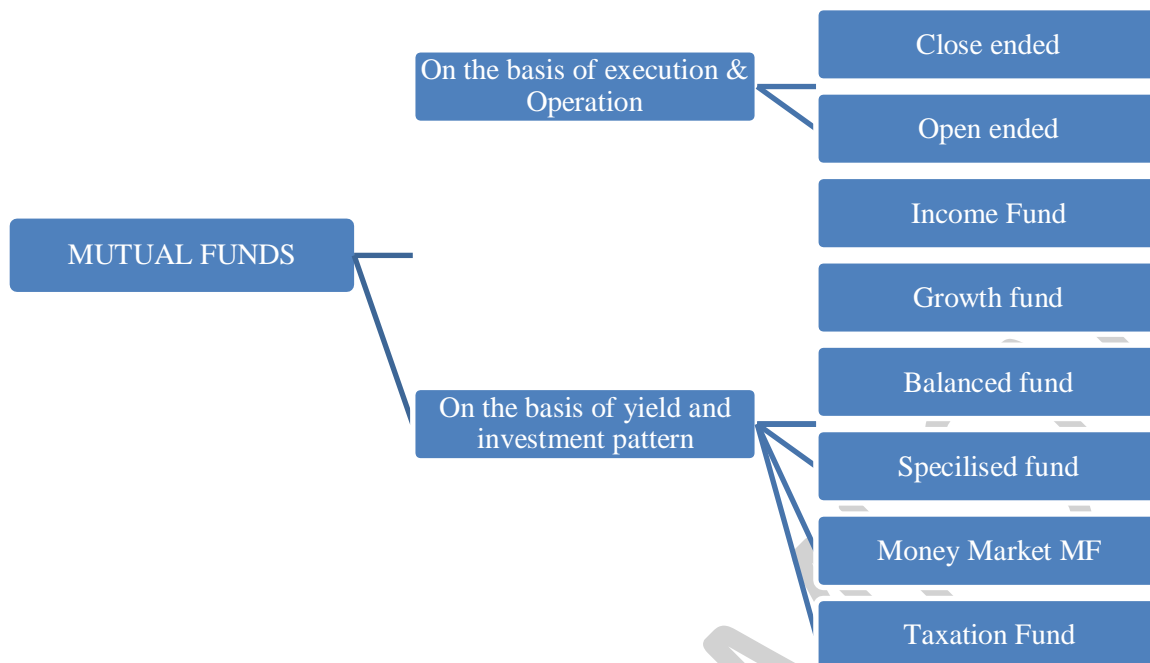 MUTUAL FUNDS
On the basis of execution &
Operation
Close ended
Open ended
On the basis of yield and
investment pattern
Income Fund
Growth fund
Balanced fund
Specilised fund
Money Market MF
Taxation Fund